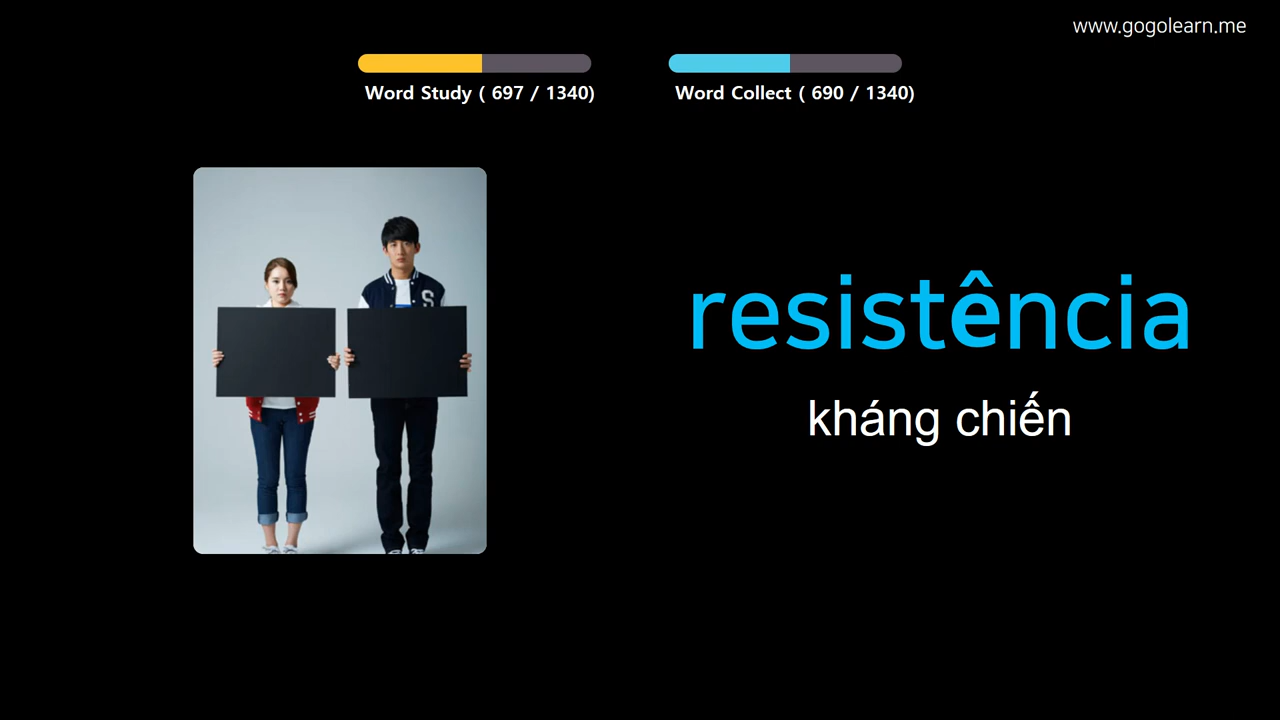 www.gogolearn.me
Word Study ( 697 / 1340)
Word Collect ( 690 / 1340)
S
resistência
kháng chiến